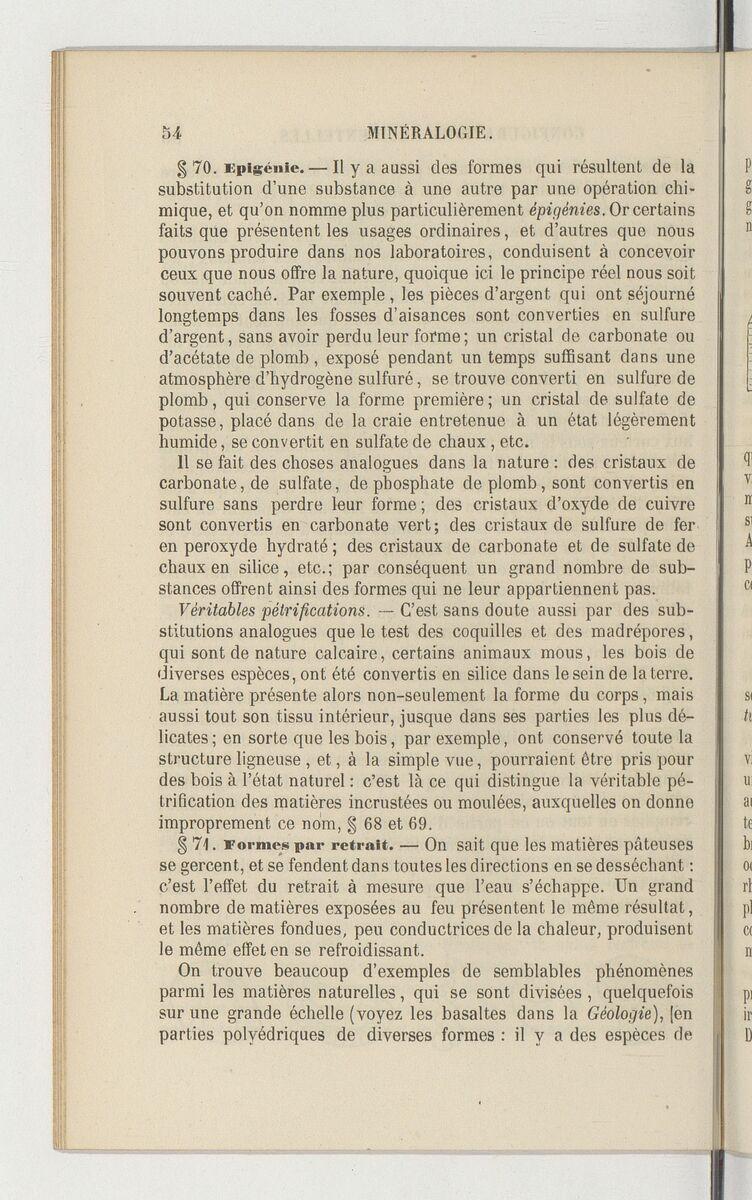 54 MINÉRALOGIE.
§ 70. Epigénie. — Il y a aussi des formes qui résultent de la
substitution d'une substance à une autre par une opération chi-
mique, et qu'on nomme plus particulièrement épigénies. Or certains
faits que présentent les usages ordinaires, et d'autres que nous
pouvons produire dans nos laboratoires, conduisent à concevoir
ceux que nous offre la nature, quoique ici le principe réel nous soit
souvent caché. Par exemple, les pièces d'argent qui ont séjourné
longtemps dans les fosses d'aisances sont converties en sulfure
d'argent, sans avoir perdu leur forme; un cristal de carbonate ou
d'acétate de plomb, exposé pendant un temps suffisant dans une
atmosphère d'hydrogène sulfuré, se trouve converti en sulfure de
plomb, qui conserve la forme première; un cristal de sulfate de
potasse, placé dans de la craie entretenue à un état légèrement
humide, se convertit en sulfate de chaux, etc.
Il se fait des choses analogues dans la nature: des cristaux de
carbonate, de sulfate, de phosphate de plomb, sont convertis en
sulfure sans perdre leur forme; des cristaux d'oxyde de cuivre
sont convertis en carbonate vert; des cristaux de sulfure de fer
en peroxyde hydraté; des cristaux de carbonate et de sulfate de
chaux en silice, etc.; par conséquent un grand nombre de sub-
stances offrent ainsi des formes qui ne leur appartiennent pas.
Véritables pétrifications. — C'est sans doute aussi par des sub-
stitutions analogues que le test des coquilles et des madrépores,
qui sont de nature calcaire, certains animaux mous, les bois de
diverses espèces, ont été convertis en silice dans le sein de la terre.
La matière présente alors non-seulement la forme du corps, mais
aussi tout son tissu intérieur, jusque dans ses parties les plus dé-
licates; en sorte que les bois, par exemple, ont conservé toute la
structure ligneuse, et, à la simple vue, pourraient être pris pour
des bois à l'état naturel: c'est là ce qui distingue la véritable pé-
trification des matières incrustées ou moulées, auxquelles on donne
improprement ce nom, § 68 et 69.
§ 71. Formes par retrait. — On sait que les matières pâteuses
se gercent, et se fendent dans toutes les directions en se desséchant:
c'est l'effet du retrait à mesure que l'eau s'échappe. Un grand
nombre de matières exposées au feu présentent le même résultat,
et les matières fondues, peu conductrices de la chaleur, produisent
le même effet en se refroidissant.
On trouve beaucoup d'exemples de semblables phénomènes
parmi les matières naturelles, qui se sont divisées, quelquefois
sur une grande échelle (voyez les basaltes dans la Géologie), [en
parties polyédriques de diverses formes: il y a des espèces de